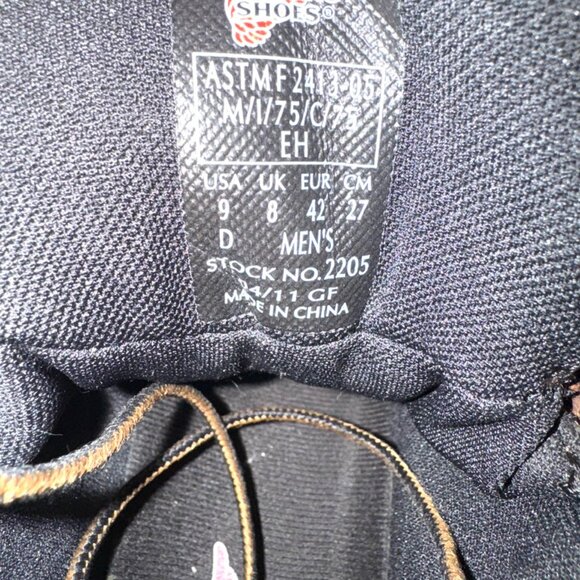 SHOES®
ASTM F 2413-05
M/I/75/C/75
EH
USA UK EUR CM
9 8 42 27
D MEN'S
STOCK NO. 2205
04/11 GF
MADE IN CHINA